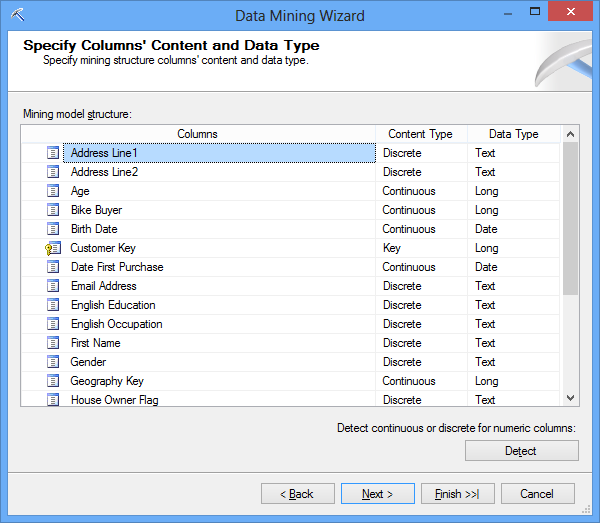 Data Mining Wizard
Specify Columns' Content and Data Type
Specify mining structure columns' content and data type.
Mining model structure:
Columns Content Type Data Type
Address Line1 Discrete Text
Address Line2 Discrete Text
Age Continuous Long
Bike Buyer Continuous Long
Birth Date Continuous Date
Customer Key Key Long
Date First Purchase Continuous Date
Email Address Discrete Text
English Education Discrete Text
English Occupation Discrete Text
First Name Discrete Text
Gender Discrete Text
Geography Key Continuous Long
House Owner Flag Discrete Text
Detect continuous or discrete for numeric columns:
Detect
< Back Next > Finish >>| Cancel